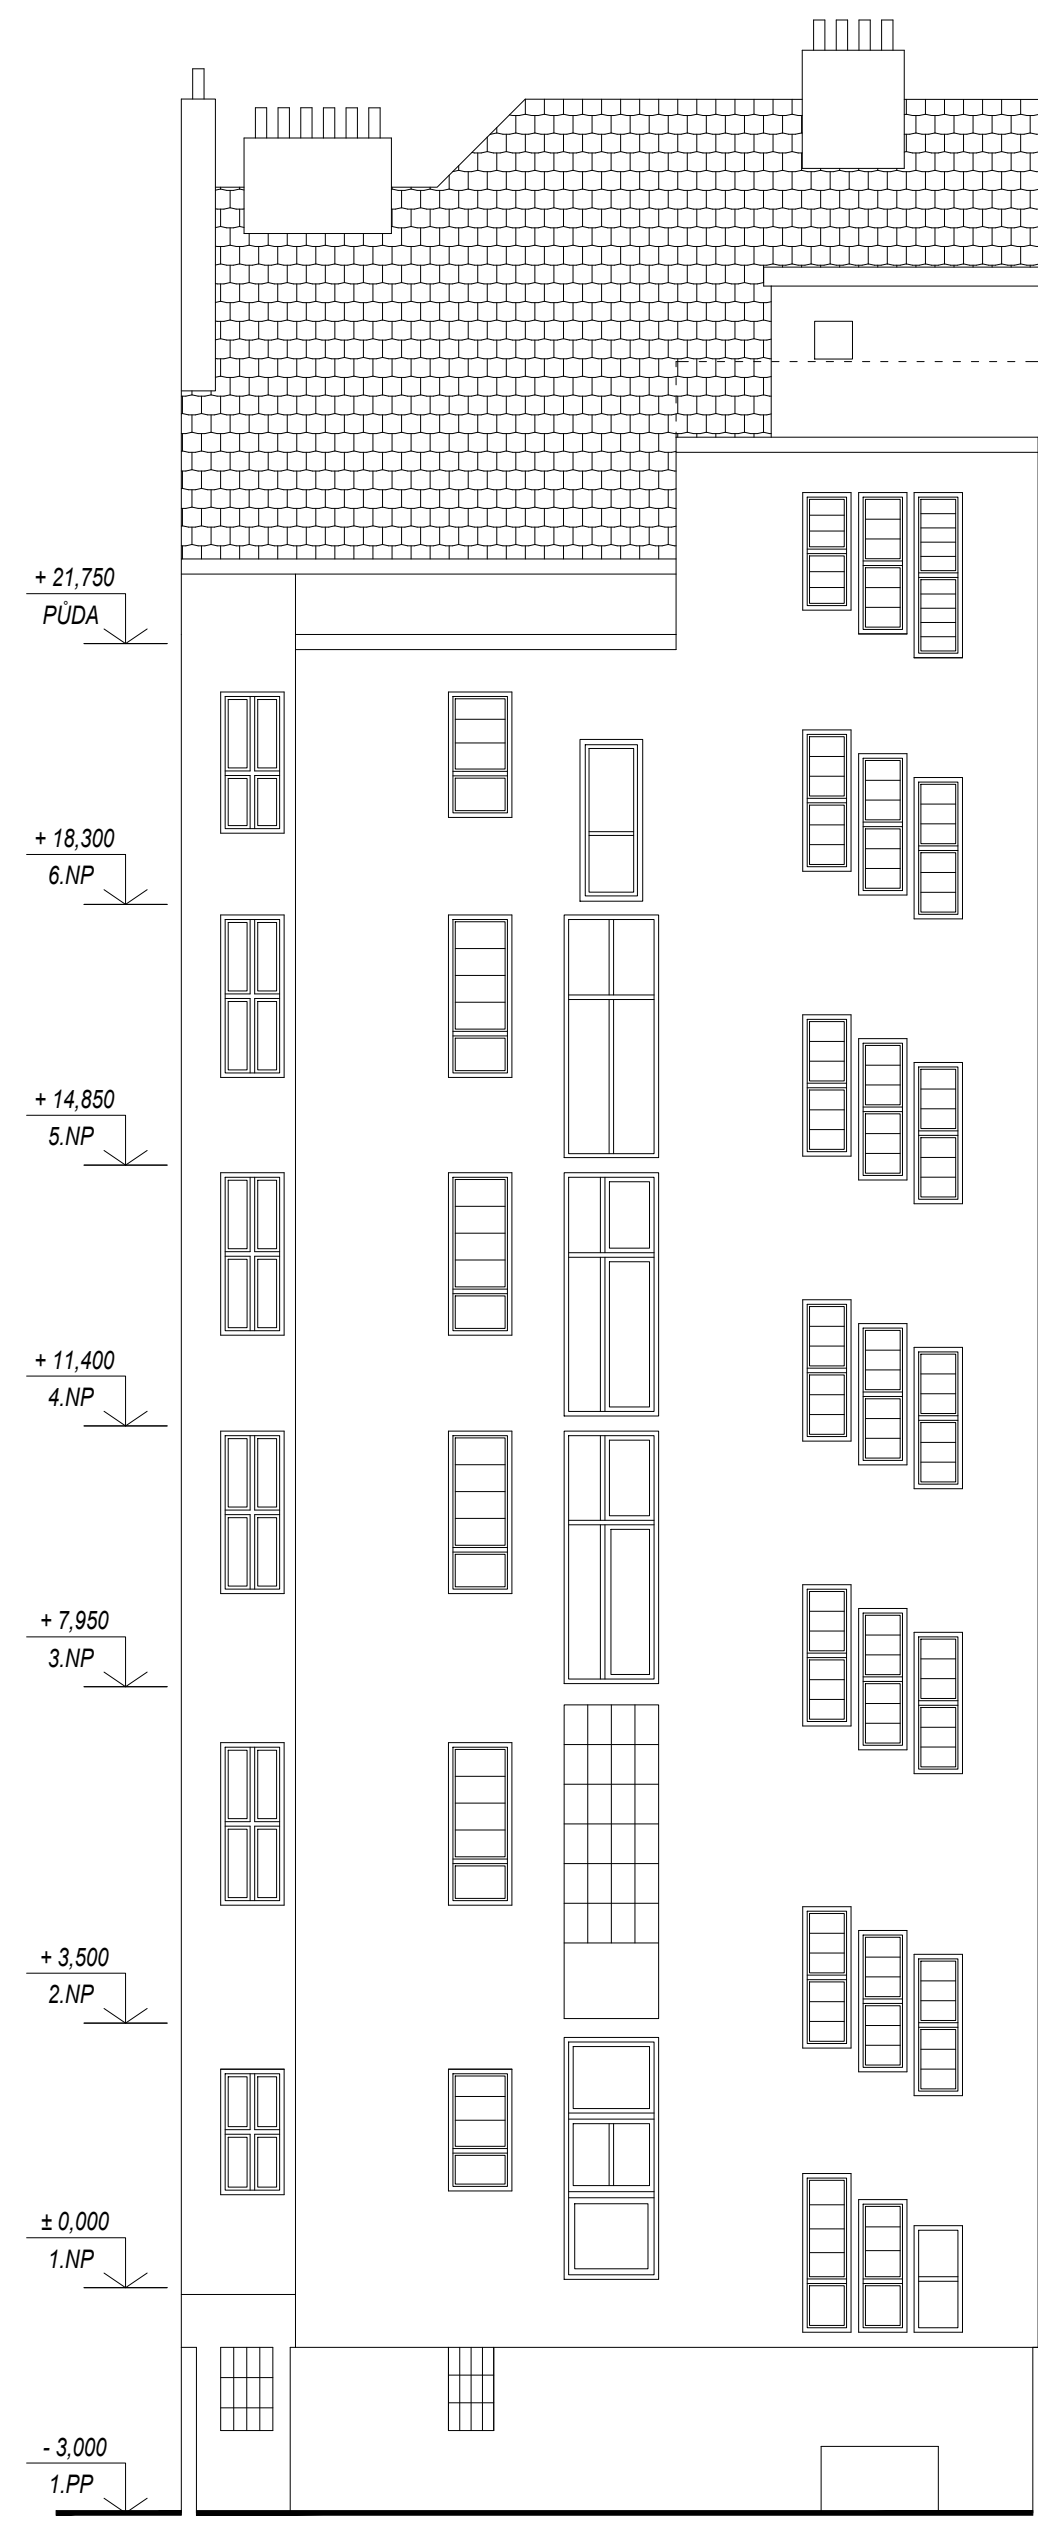 + 21,750
PŮDA
+ 18,300
6.NP
+ 14,850
5.NP
+ 11,400
4.NP
+ 7,950
3.NP
+ 3,500
2.NP
± 0,000
1.NP
- 3,000
1.PP